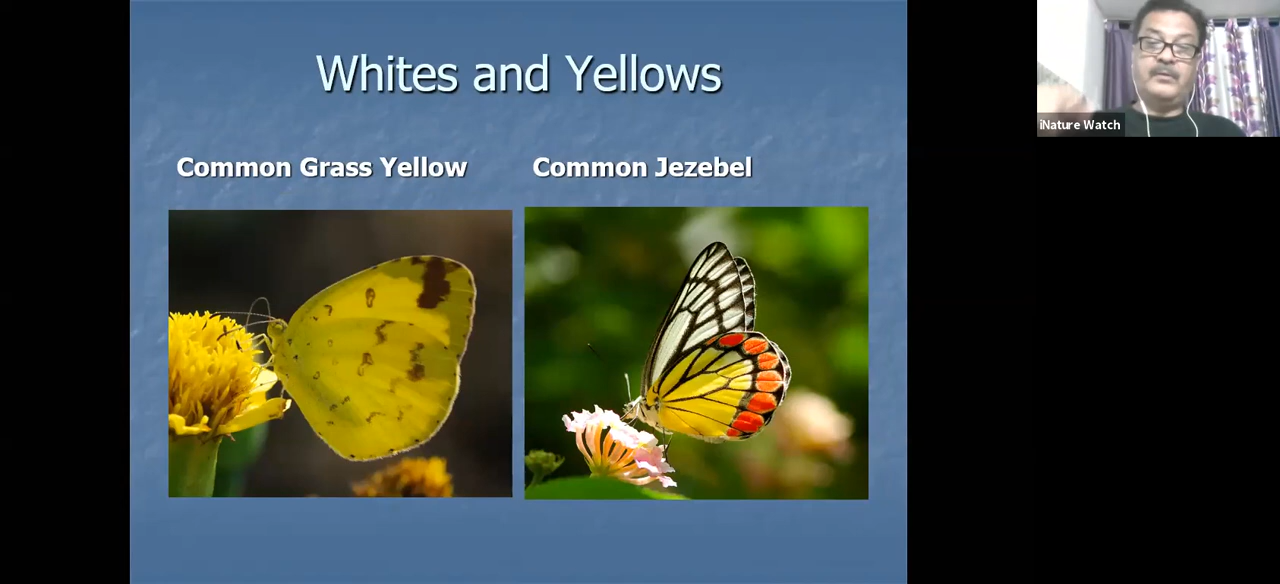 Whites and Yellows
Common Grass Yellow
Common Jezebel
iNature Watch